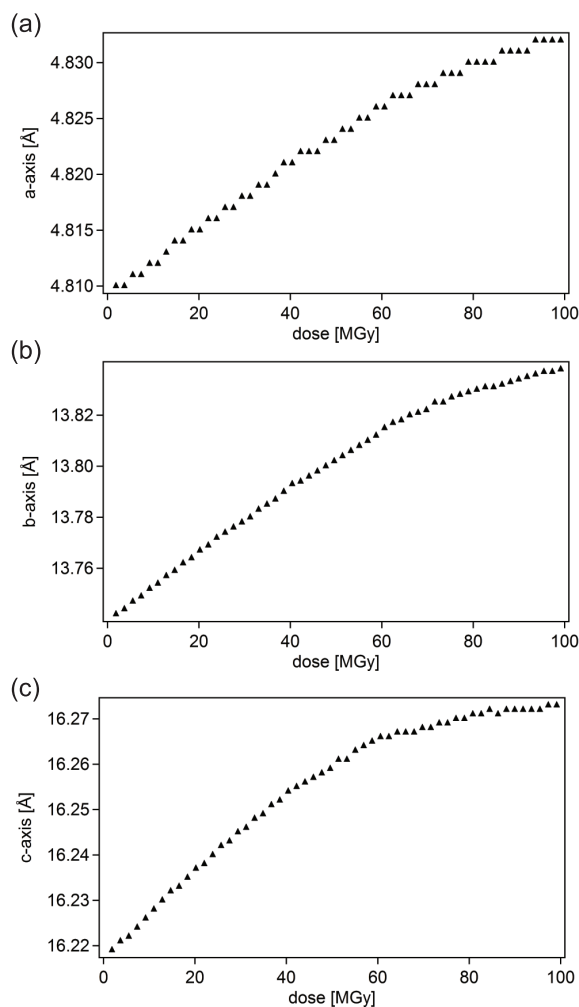 (a)
4.830
4.825
4.820
4.815
4.810
a-axis [Å]
0 20 40 60 80 100
dose [MGy]
(b)
13.82
13.80
13.78
13.76
b-axis [Å]
0 20 40 60 80 100
dose [MGy]
(c)
16.27
16.26
16.25
16.24
16.23
16.22
c-axis [Å]
0 20 40 60 80 100
dose [MGy]